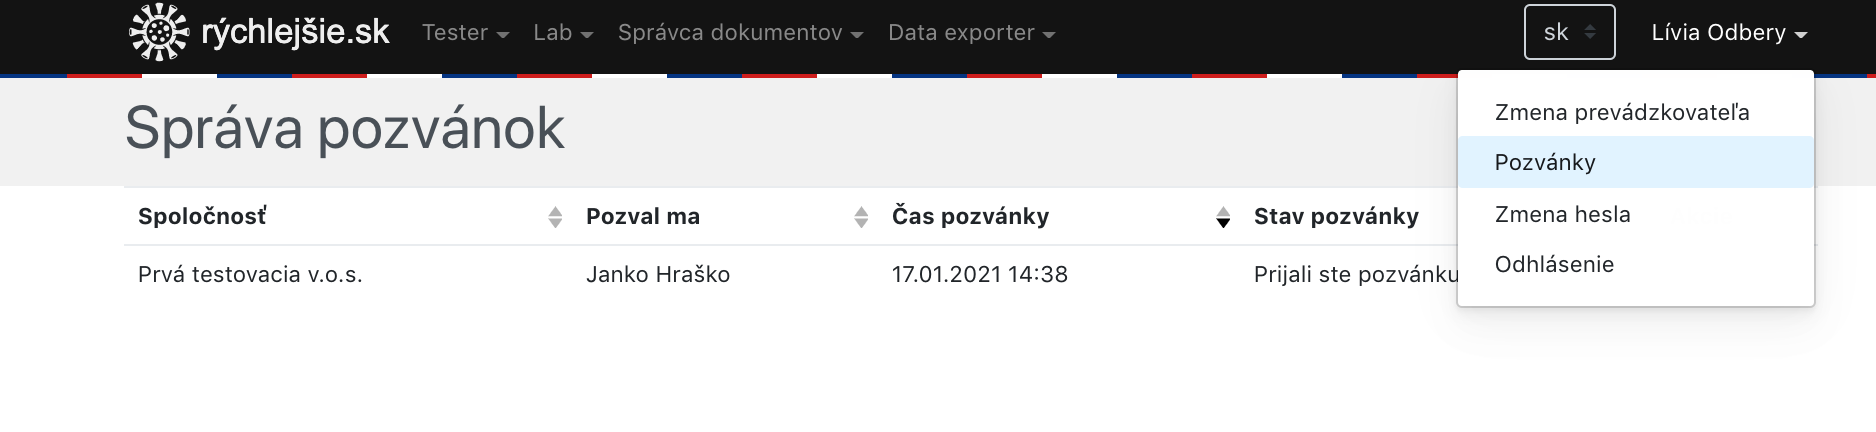 rýchlejšie.sk Tester Lab Správca dokumentov Data exporter sk Lívia Odbery
Správa pozvánok
Zmena prevádzkovateľa
Pozvánky
Zmena hesla
Odhlásenie
Spoločnosť Pozval ma Čas pozvánky Stav pozvánky
Prvá testovacia v.o.s. Janko Hraško 17.01.2021 14:38 Prijali ste pozvánku